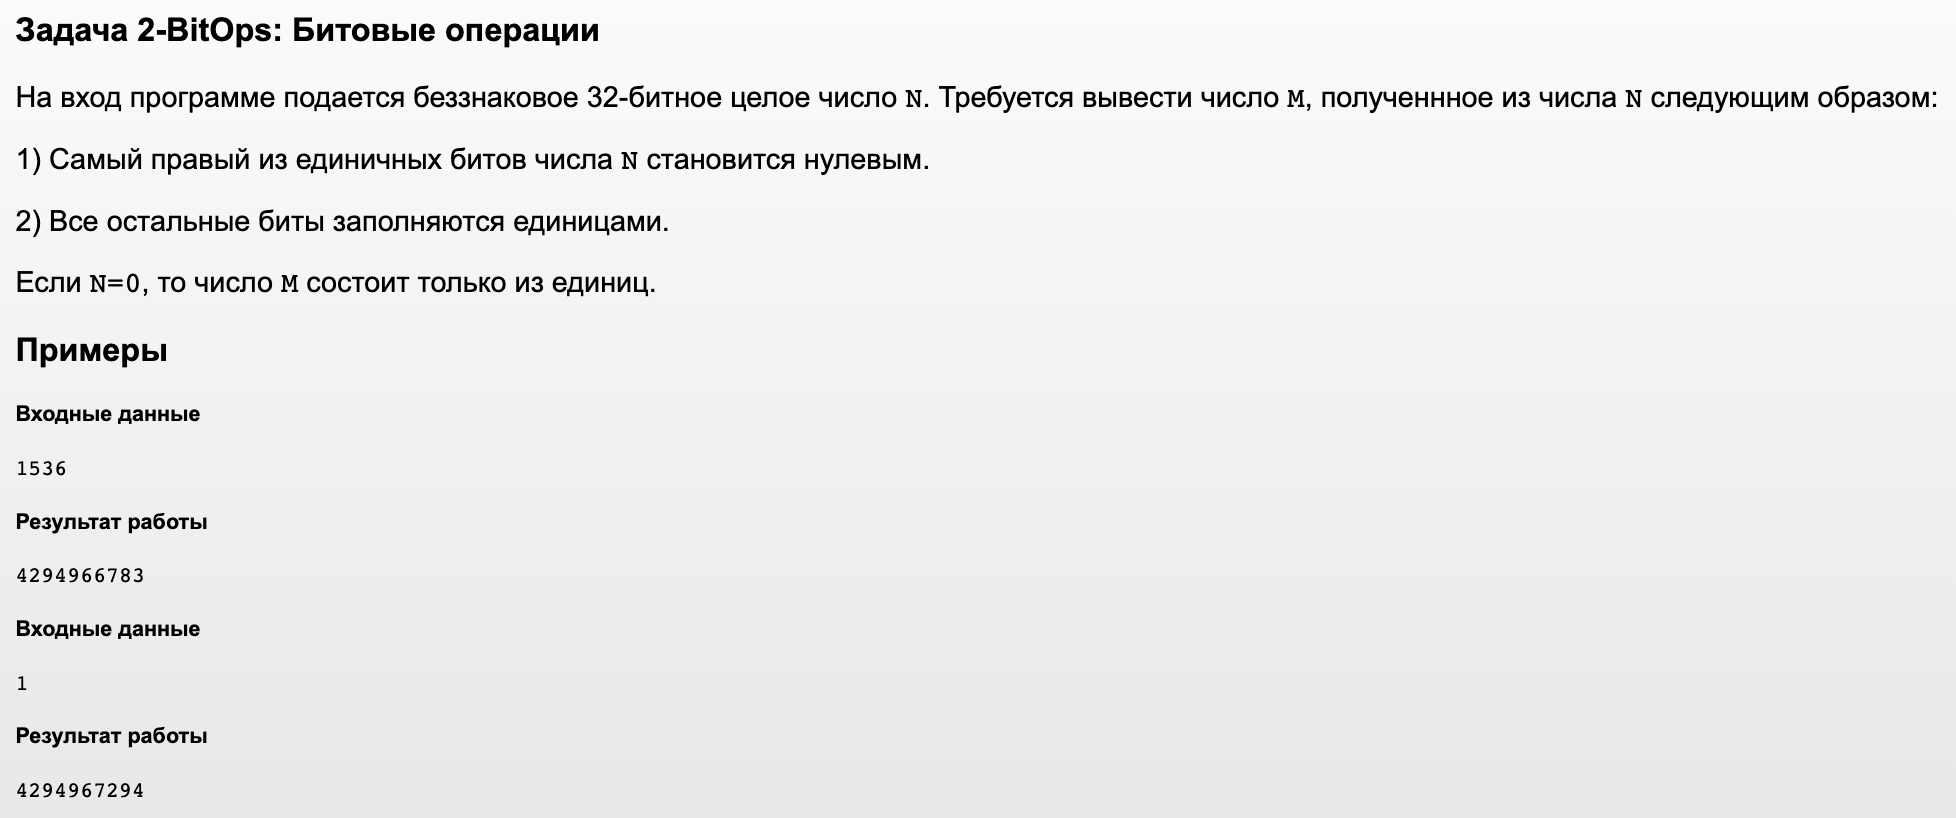 Задача 2-BitOps: Битовые операции
На вход программе подается беззнаковое 32-битное целое число N. Требуется вывести число M, полученнное из числа N следующим образом:
1) Самый правый из единичных битов числа N становится нулевым.
2) Все остальные биты заполняются единицами.
Если N=0, то число M состоит только из единиц.
Примеры
Входные данные
1536
Результат работы
4294966783
Входные данные
1
Результат работы
4294967294